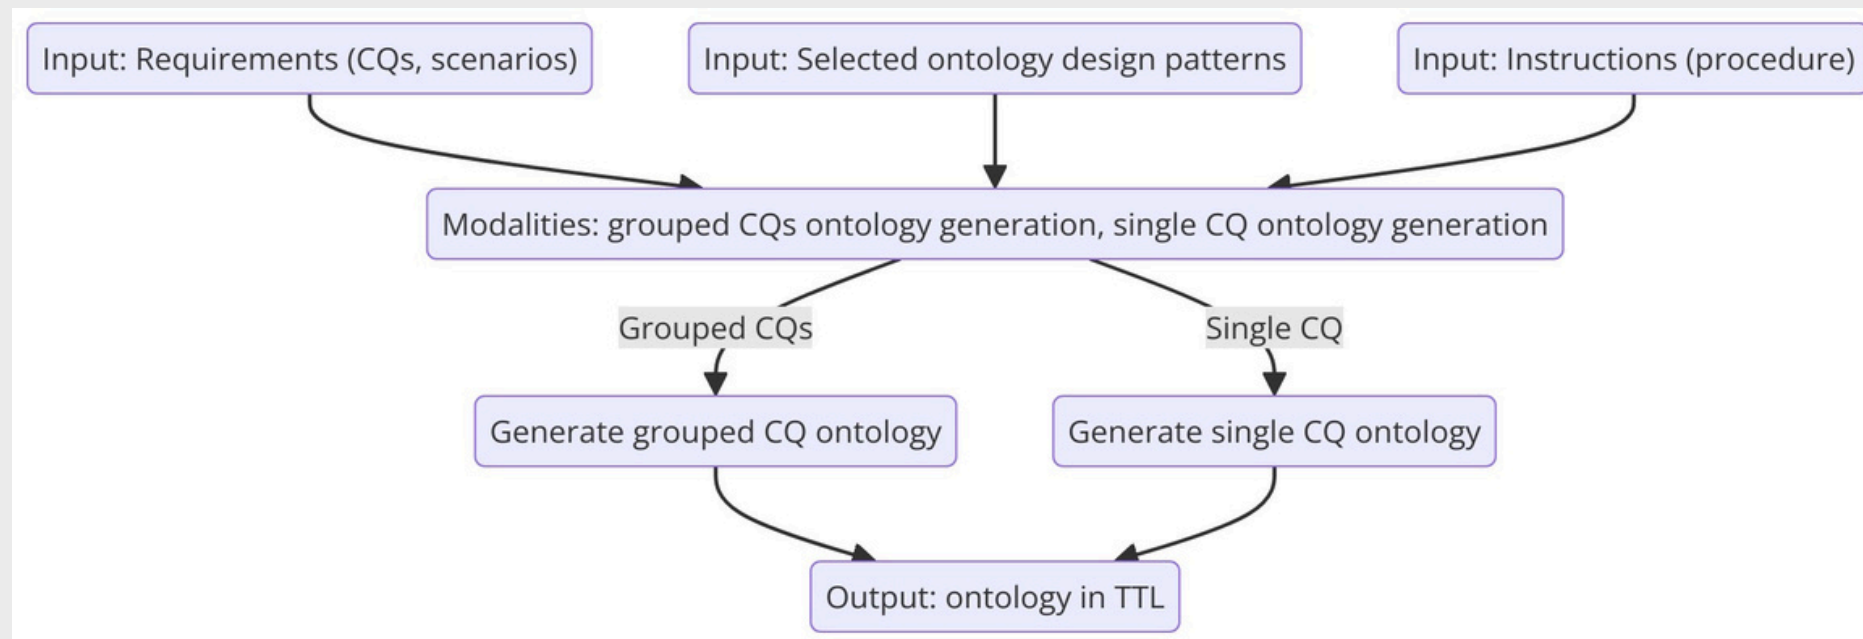 Input: Requirements (CQs, scenarios)
Input: Selected ontology design patterns
Input: Instructions (procedure)
Modalities: grouped CQs ontology generation, single CQ ontology generation
Grouped CQs
Single CQ
Generate grouped CQ ontology
Generate single CQ ontology
Output: ontology in TTL